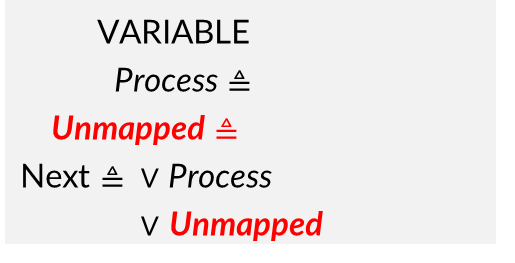 VARIABLE
Process ≜
Unmapped ≜
Next ≜ ∨ Process
∨ Unmapped